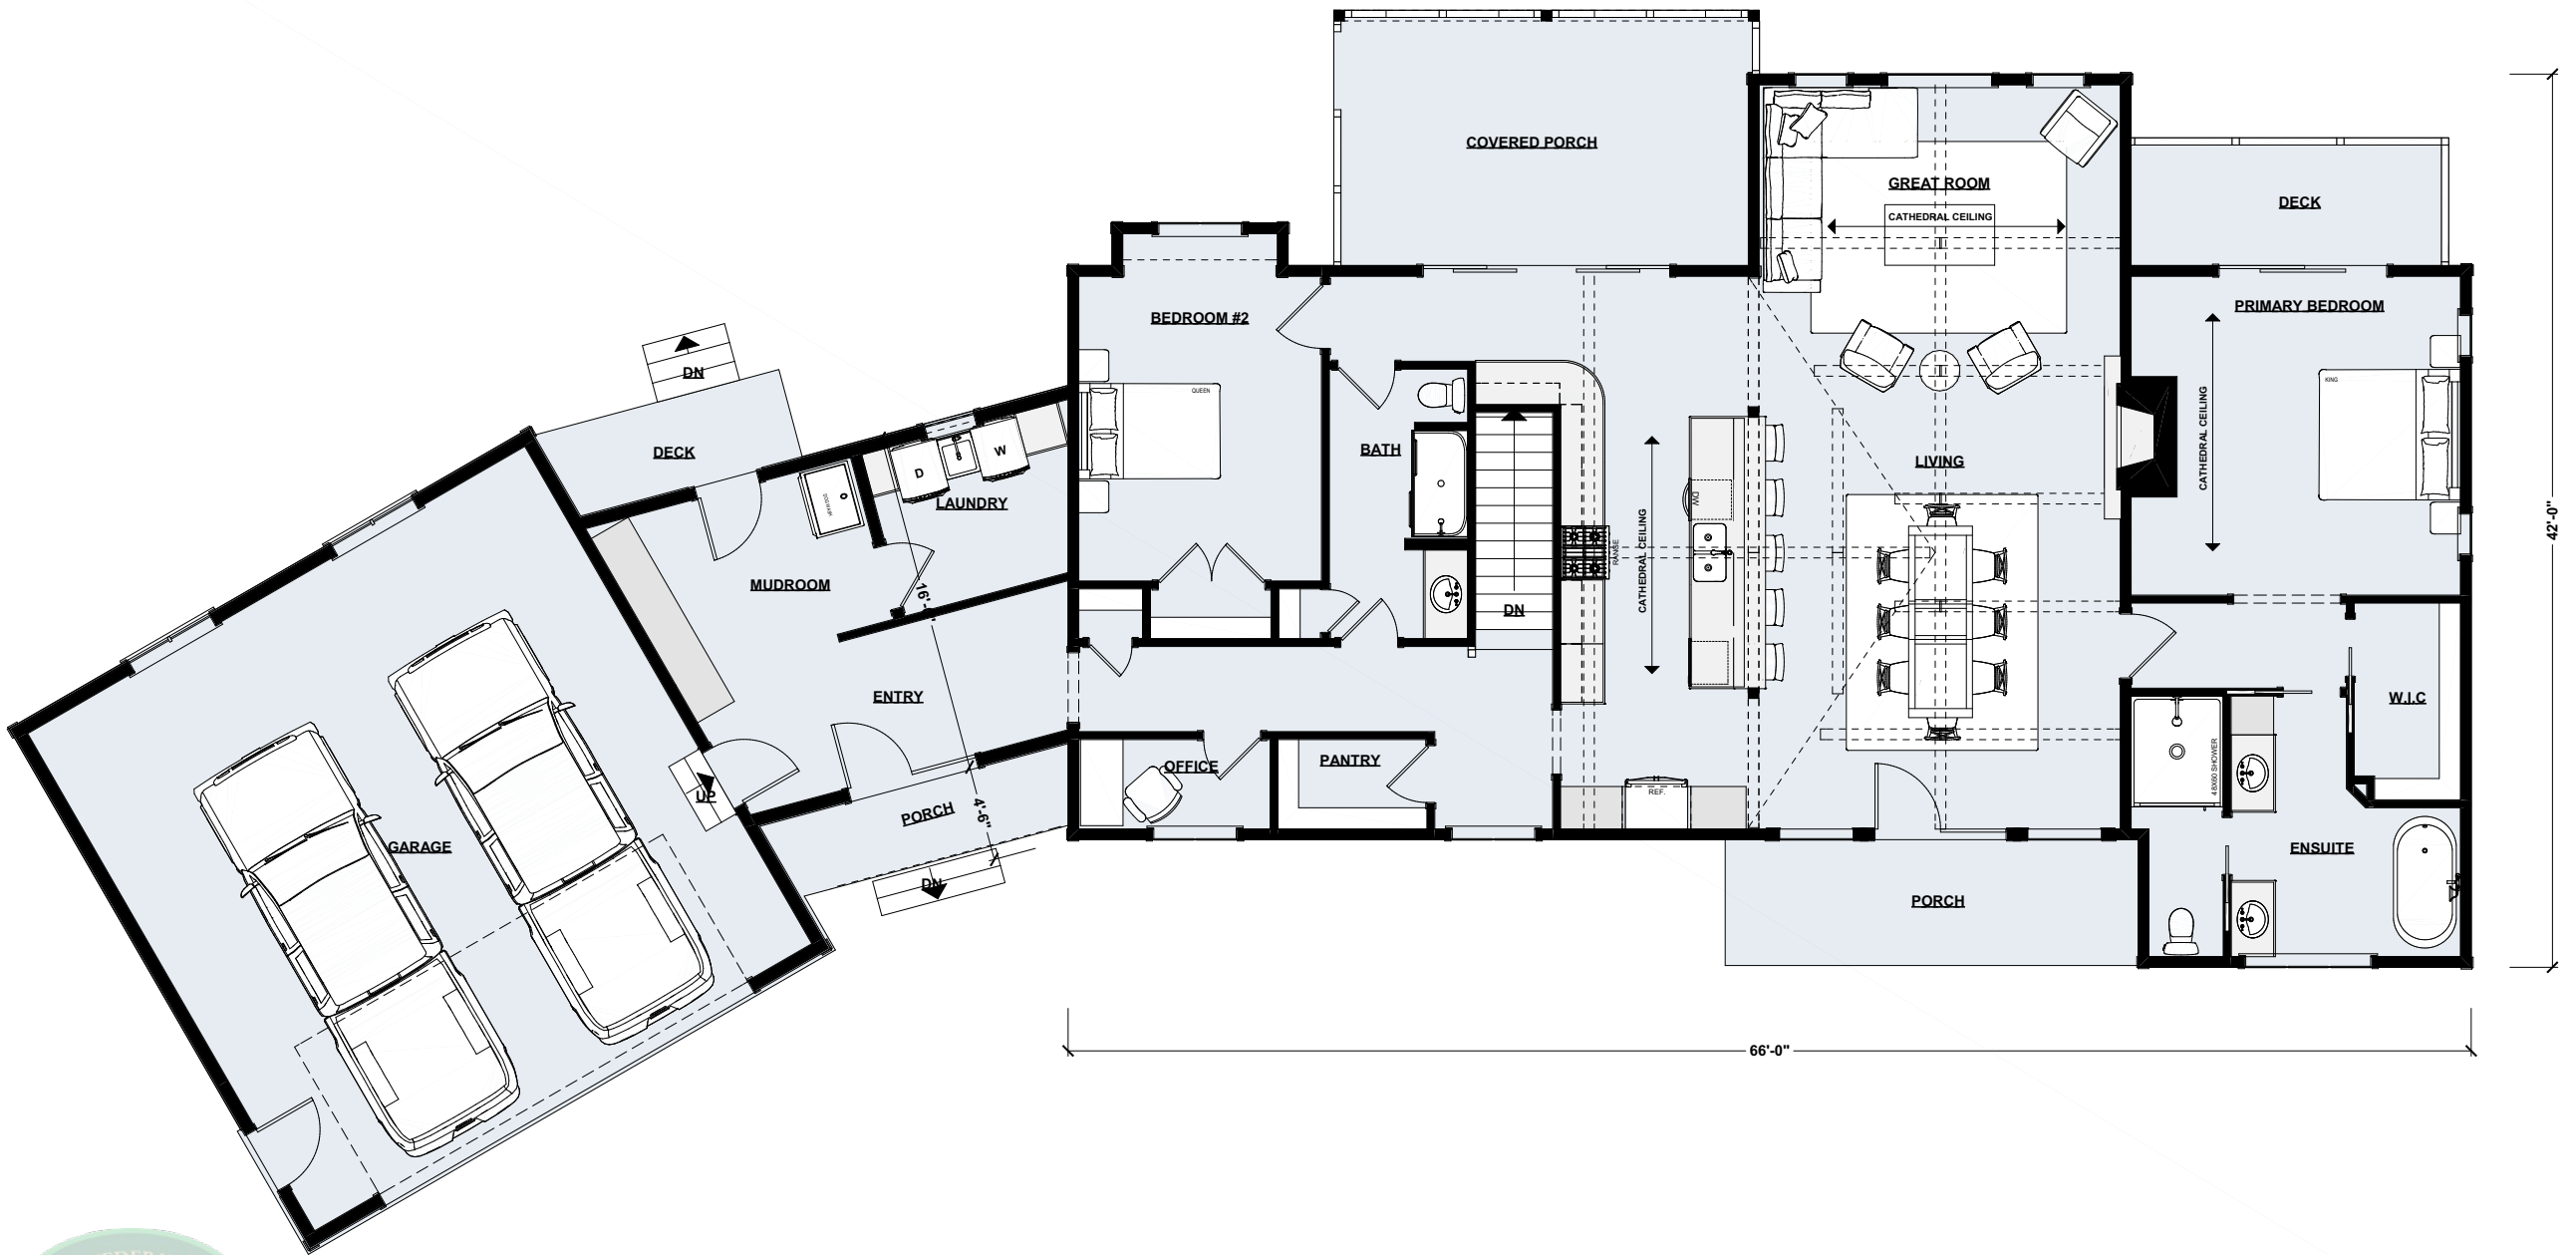 COVERED PORCH
GREAT ROOM
CATHEDRAL CEILING
DECK
PRIMARY BEDROOM
CATHEDRAL CEILING
KING
BEDROOM #2
QUEEN
BATH
DN
DECK
D
W
LAUNDRY
MUDROOM
16'-
ENTRY
DN
RANGE
CATHEDRAL CEILING
DW
LIVING
W.I.C
48X60 SHOWER
ENSUITE
OFFICE
PANTRY
REF.
PORCH
UP
GARAGE
PORCH
4'-6"
DN
42'-0"
66'-0"